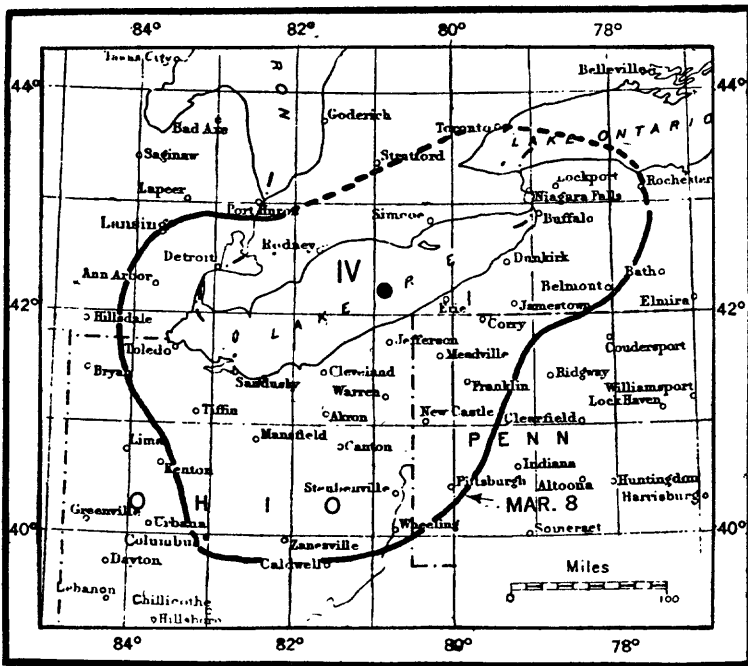 84° 82° 80° 78°
44° 44°
Belleville
Bad Axe
RON
Goderich
Toronto
LAKE ONTARIO
Saginaw
Stratford
Lapeer
Port Huron
Simcoe
Lockport
Rochester
Niagara Falls
Lansing
Buffalo
Detroit
Rodney
IV
Dunkirk
Ann Arbor
LAKE ERIE
Belmont
Bath
42° 42°
Hillsdale
Erie
Jamestown
Elmira
Corry
Toledo
Jefferson
Coudersport
Meadville
Bryan
Cleveland
Sandusky
Warren
Franklin
Ridgway
Williamsport
Lock Haven
Tiffin
Akron
New Castle
Clearfield
Lima
Mansfield
Canton
PENN
Kenton
Indiana
Steubenville
Pittsburgh
Altoona
Huntingdon
Harrisburg
OHIO
MAR. 8
Greenville
Urbana
40° 40°
Wheeling
Somerset
Columbus
Zanesville
Dayton
Caldwell
Miles
Lebanon
0 100
Chillicothe
Hillsboro
84° 82° 80° 78°